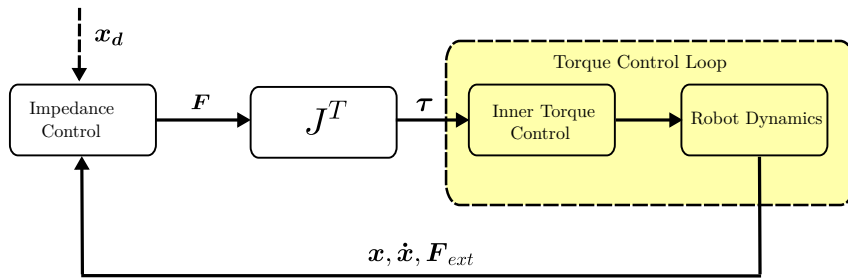 x_d
Torque Control Loop
Impedance
Control
F
J^T
τ
Inner Torque
Control
Robot Dynamics
x, ẋ, F_ext